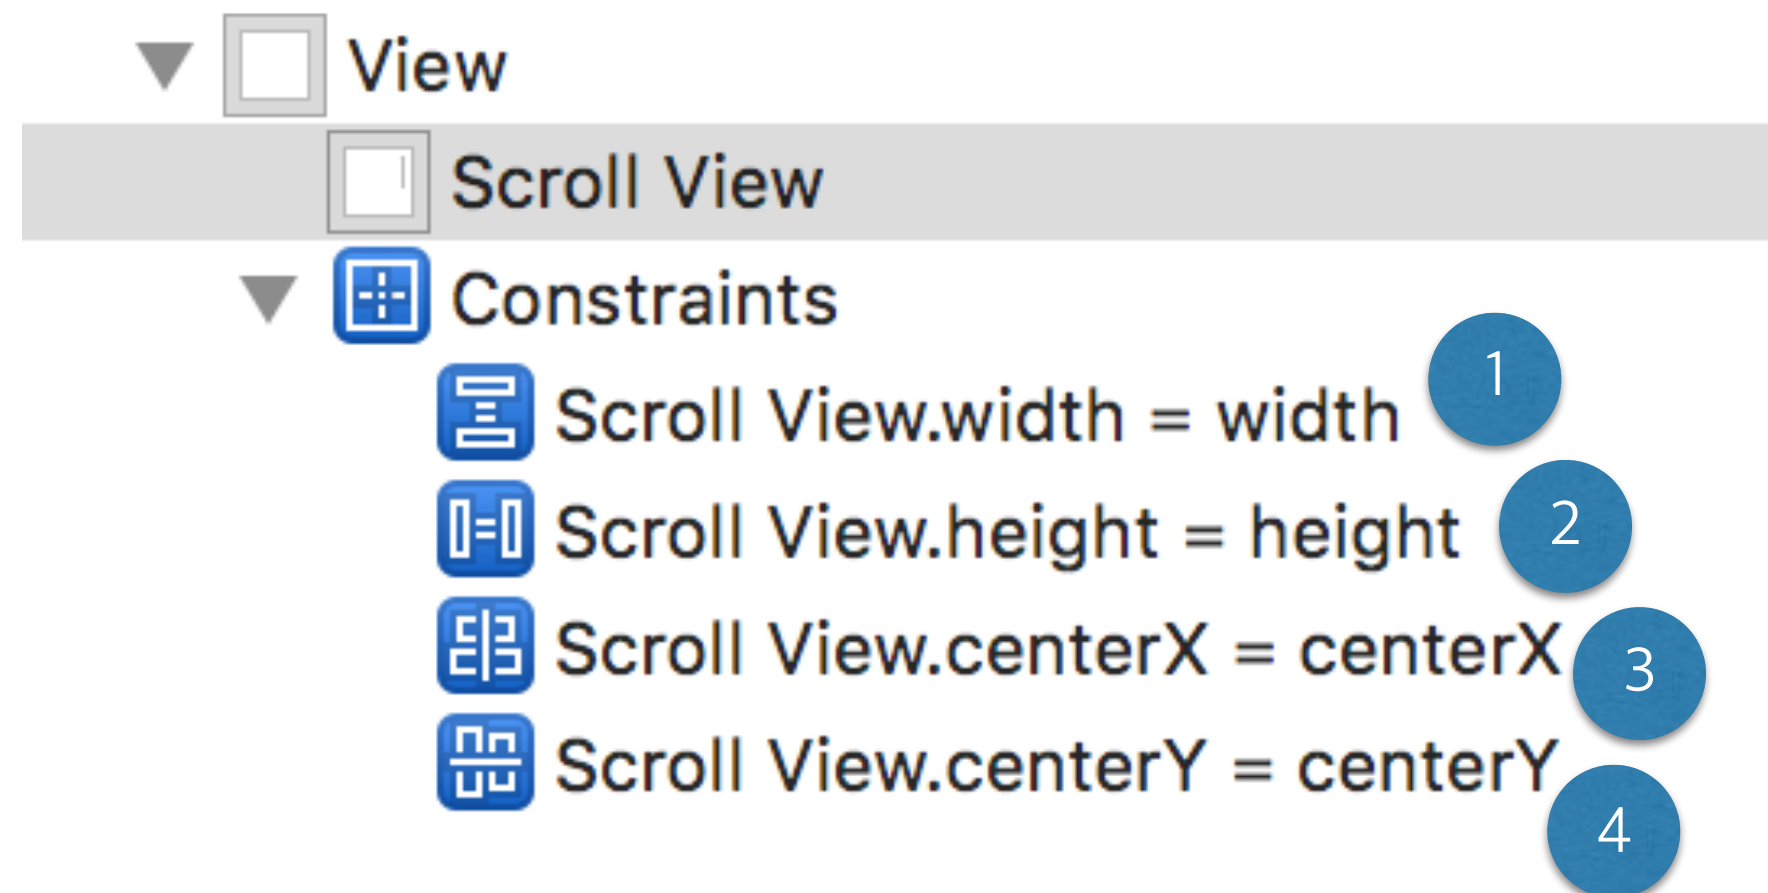 View
Scroll View
Constraints
Scroll View.width = width 1
Scroll View.height = height 2
Scroll View.centerX = centerX 3
Scroll View.centerY = centerY 4